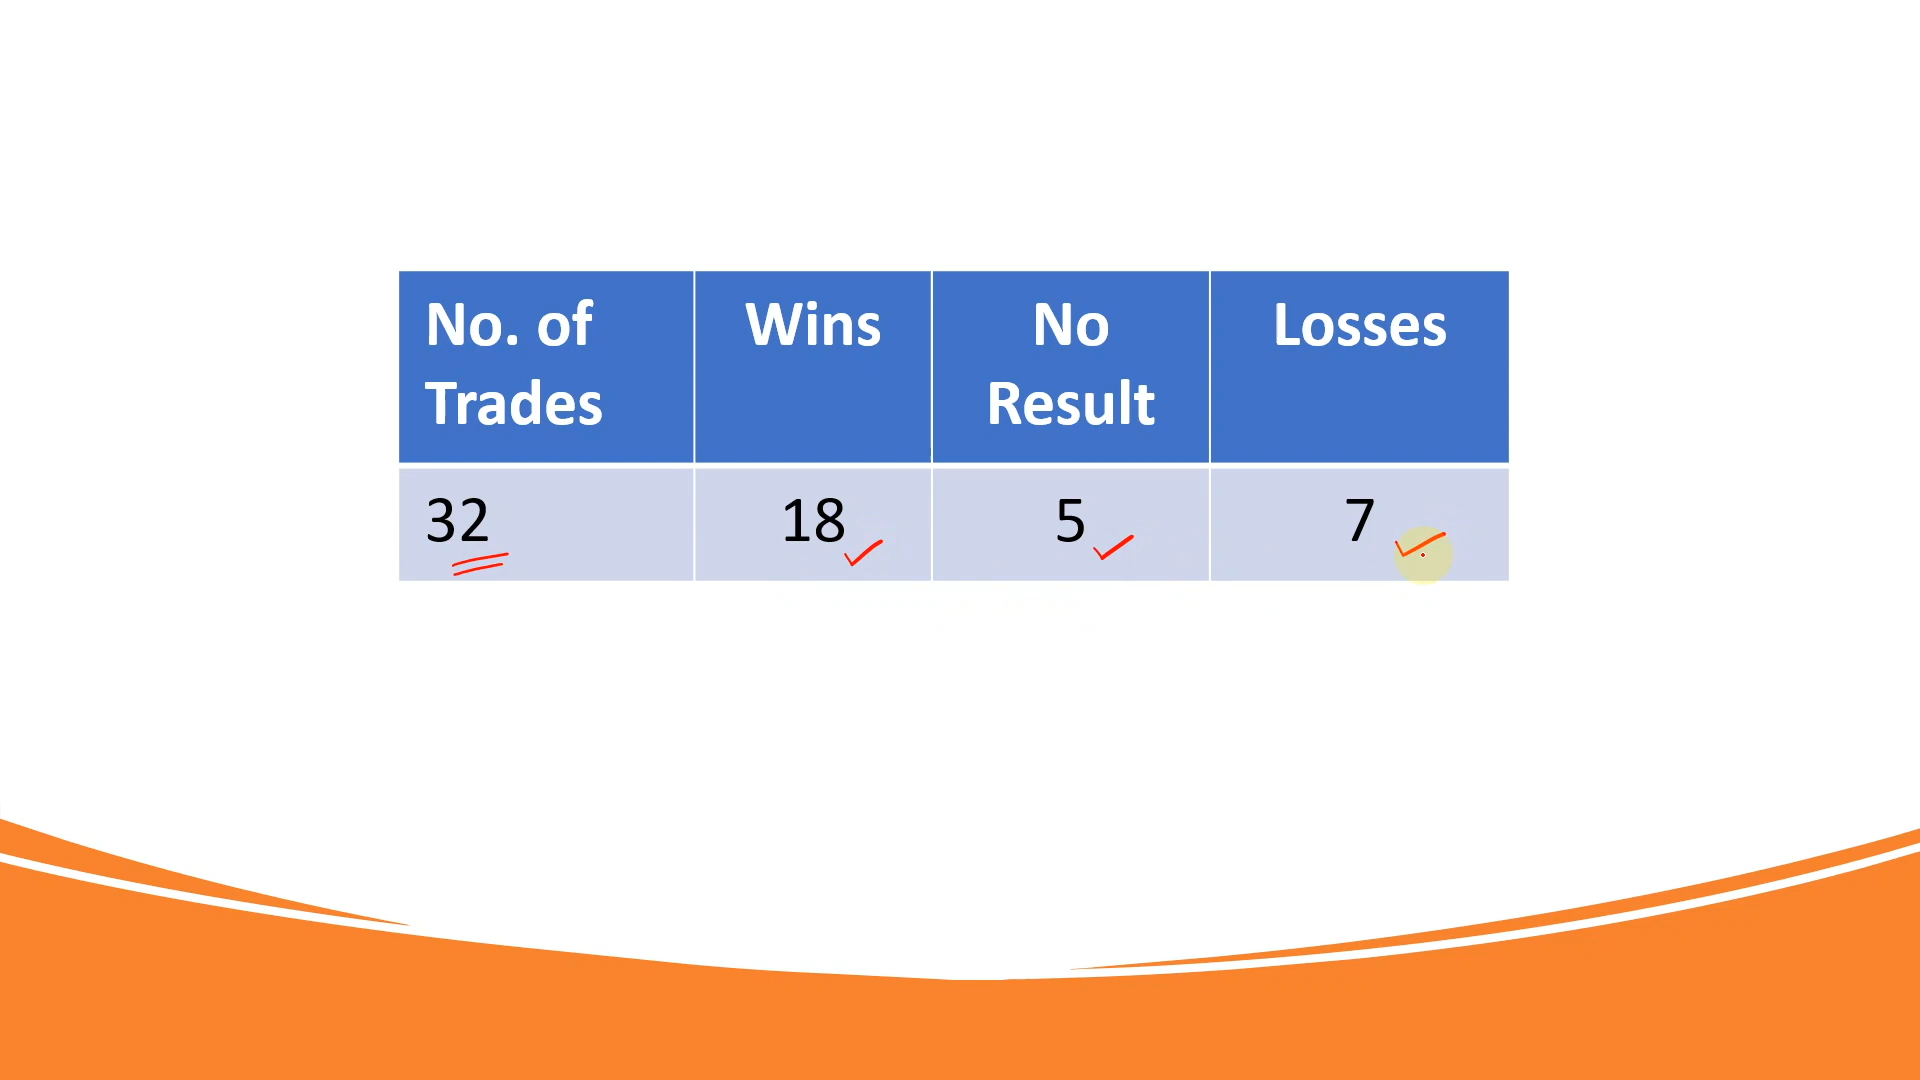 No. of Trades
Wins
No Result
Losses
32
18
5
7